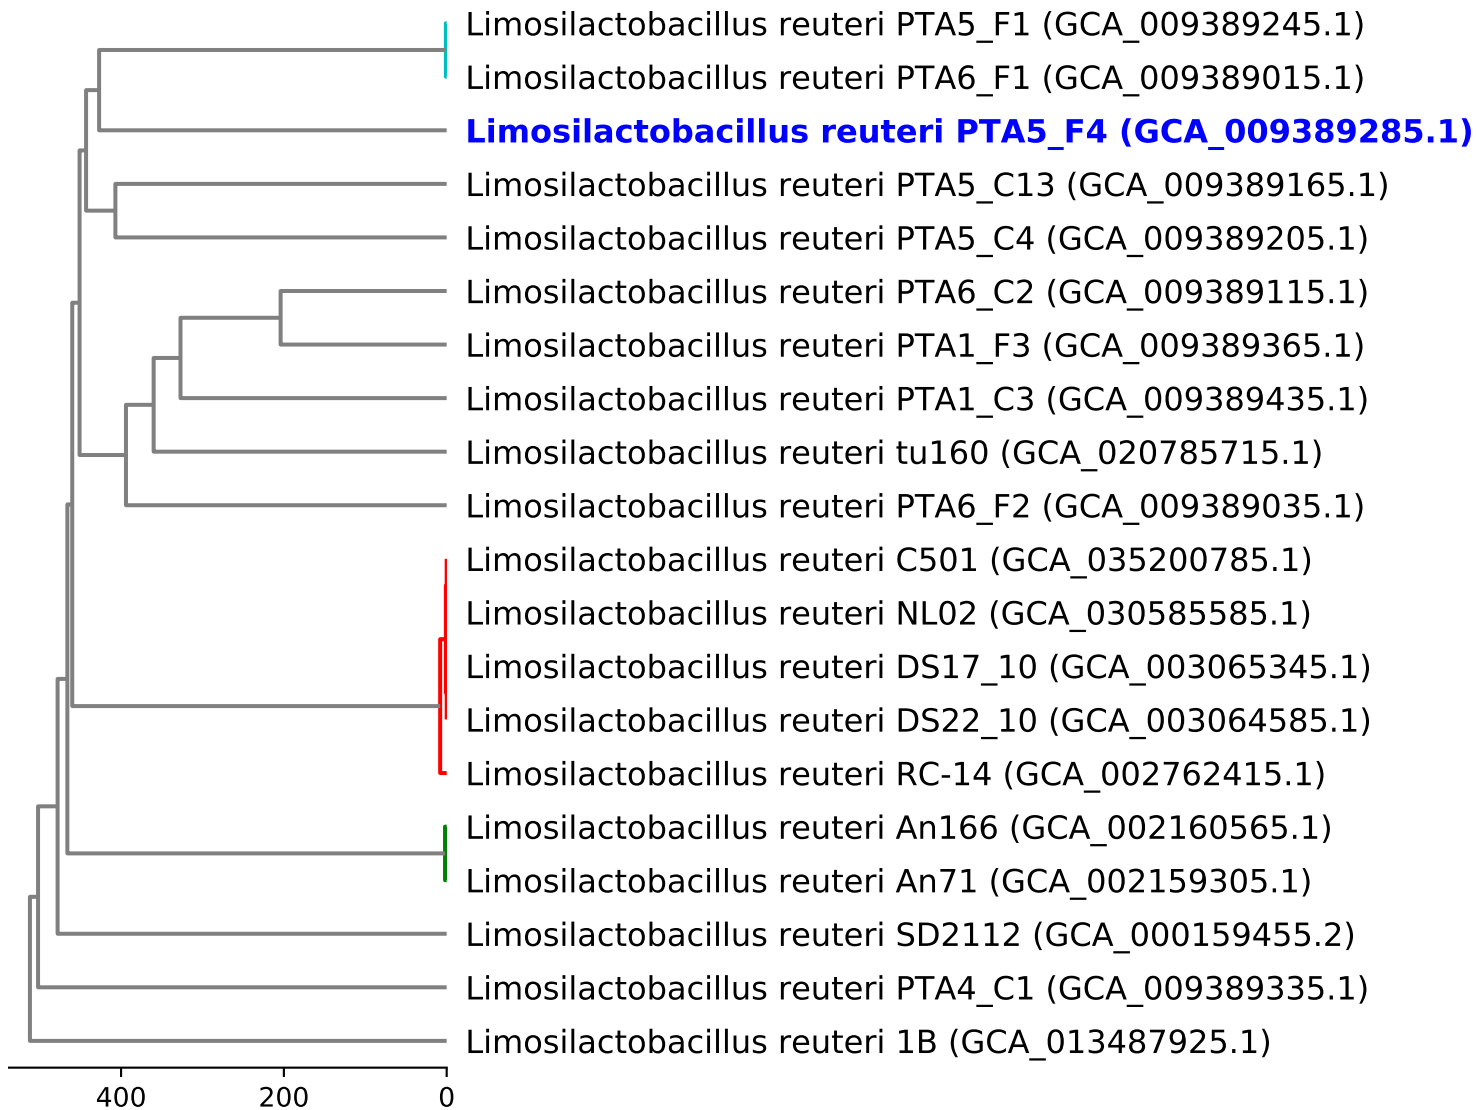 Limosilactobacillus reuteri PTA5_F1 (GCA_009389245.1)
Limosilactobacillus reuteri PTA6_F1 (GCA_009389015.1)
Limosilactobacillus reuteri PTA5_F4 (GCA_009389285.1)
Limosilactobacillus reuteri PTA5_C13 (GCA_009389165.1)
Limosilactobacillus reuteri PTA5_C4 (GCA_009389205.1)
Limosilactobacillus reuteri PTA6_C2 (GCA_009389115.1)
Limosilactobacillus reuteri PTA1_F3 (GCA_009389365.1)
Limosilactobacillus reuteri PTA1_C3 (GCA_009389435.1)
Limosilactobacillus reuteri tu160 (GCA_020785715.1)
Limosilactobacillus reuteri PTA6_F2 (GCA_009389035.1)
Limosilactobacillus reuteri C501 (GCA_035200785.1)
Limosilactobacillus reuteri NL02 (GCA_030585585.1)
Limosilactobacillus reuteri DS17_10 (GCA_003065345.1)
Limosilactobacillus reuteri DS22_10 (GCA_003064585.1)
Limosilactobacillus reuteri RC-14 (GCA_002762415.1)
Limosilactobacillus reuteri An166 (GCA_002160565.1)
Limosilactobacillus reuteri An71 (GCA_002159305.1)
Limosilactobacillus reuteri SD2112 (GCA_000159455.2)
Limosilactobacillus reuteri PTA4_C1 (GCA_009389335.1)
Limosilactobacillus reuteri 1B (GCA_013487925.1)
400 200 0